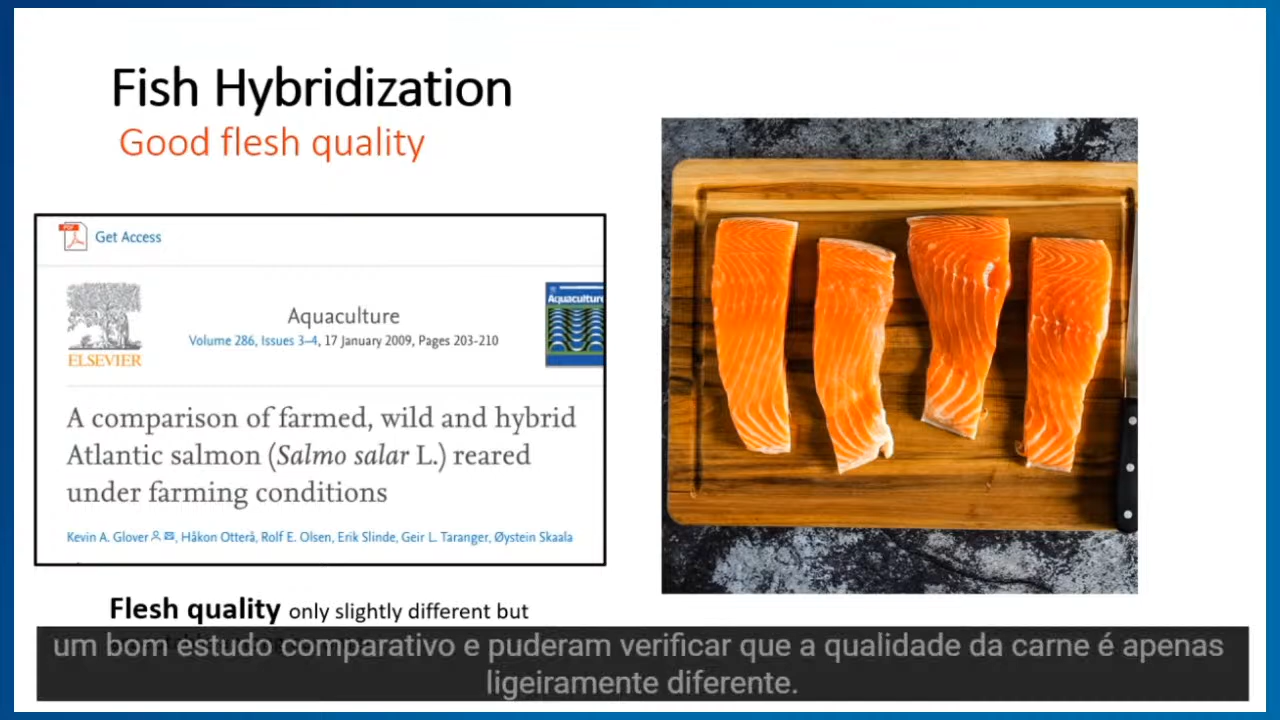 Fish Hybridization
Good flesh quality
PDF
Get Access
ELSEVIER
Aquaculture
Volume 286, Issues 3–4, 17 January 2009, Pages 203-210
Aquaculture
A comparison of farmed, wild and hybrid
Atlantic salmon (Salmo salar L.) reared
under farming conditions
Kevin A. Glover, Håkon Otterå, Rolf E. Olsen, Erik Slinde, Geir L. Taranger, Øystein Skaala
Flesh quality only slightly different but
um bom estudo comparativo e puderam verificar que a qualidade da carne é apenas
ligeiramente diferente.